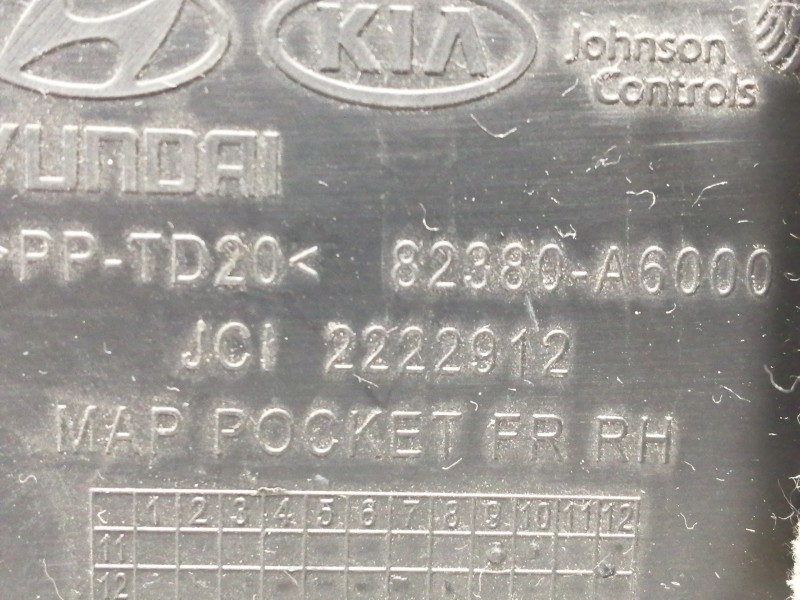 KIA
Johnson
Controls
YUNDAI
>PP-TD20< 82380-A6000
JCI 2222912
MAP POCKET FR RH
< 1 2 3 4 5 6 7 8 9 10 11 12
11
12